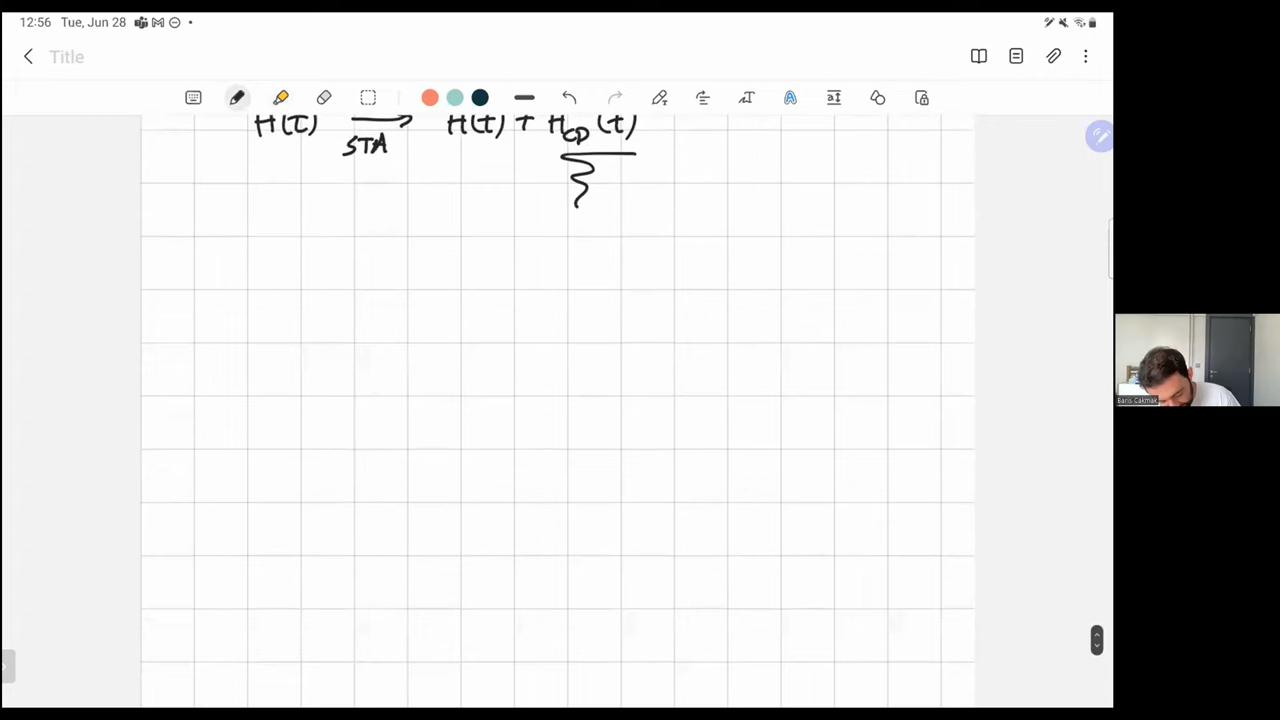 12:56 Tue, Jun 28
Title
H(t) → H(t) + H_CD(t)
STA
Baris Cakmak